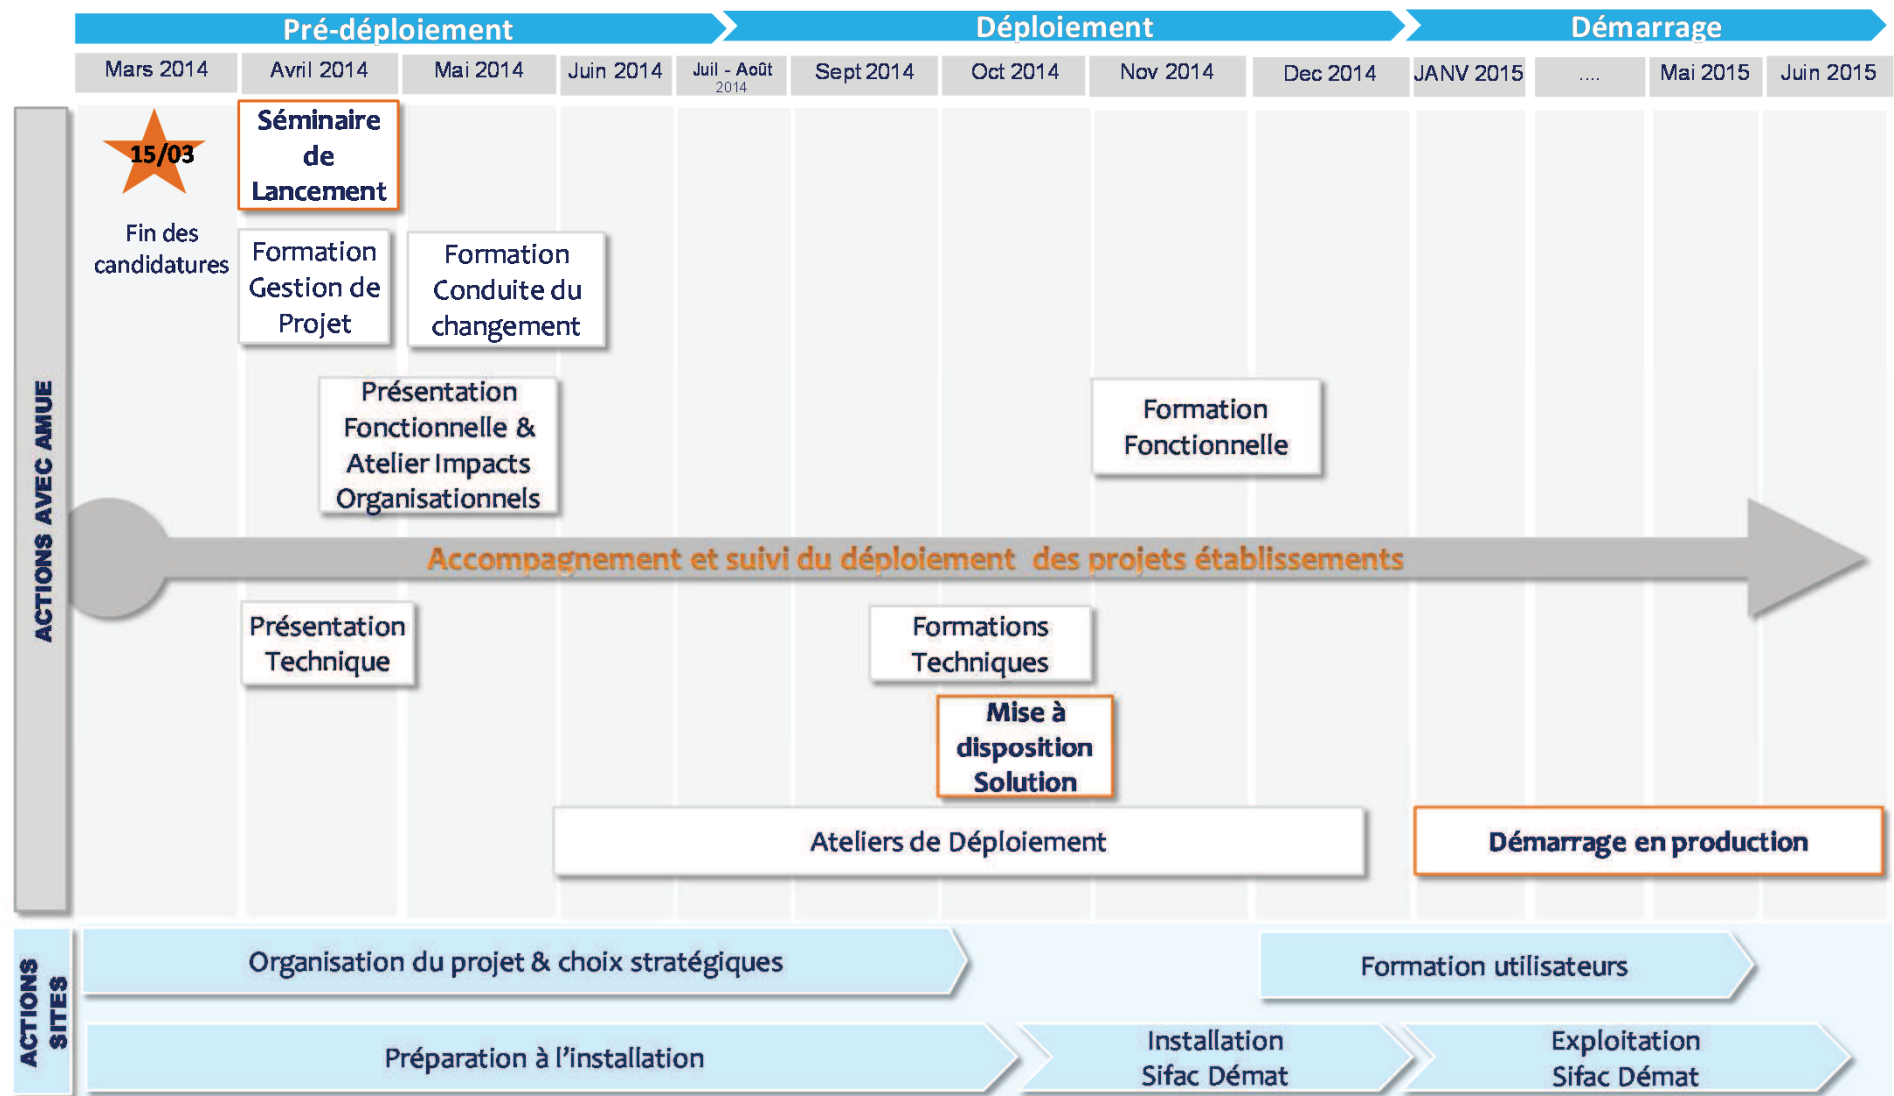 Pré-déploiement
Déploiement
Démarrage
Mars 2014
Avril 2014
Mai 2014
Juin 2014
Juil - Août
2014
Sept 2014
Oct 2014
Nov 2014
Dec 2014
JANV 2015
....
Mai 2015
Juin 2015
ACTIONS AVEC AMUE
15/03
Fin des
candidatures
Séminaire
de
Lancement
Formation
Gestion de
Projet
Formation
Conduite du
changement
Présentation
Fonctionnelle &
Atelier Impacts
Organisationnels
Formation
Fonctionnelle
Accompagnement et suivi du déploiement des projets établissements
Présentation
Technique
Formations
Techniques
Mise à
disposition
Solution
Ateliers de Déploiement
Démarrage en production
ACTIONS
SITES
Organisation du projet & choix stratégiques
Formation utilisateurs
Préparation à l'installation
Installation
Sifac Démat
Exploitation
Sifac Démat